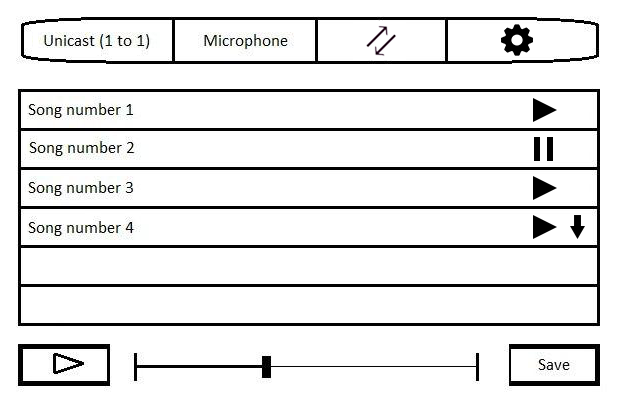 Unicast (1 to 1)
Microphone
Song number 1
Song number 2
Song number 3
Song number 4
Save